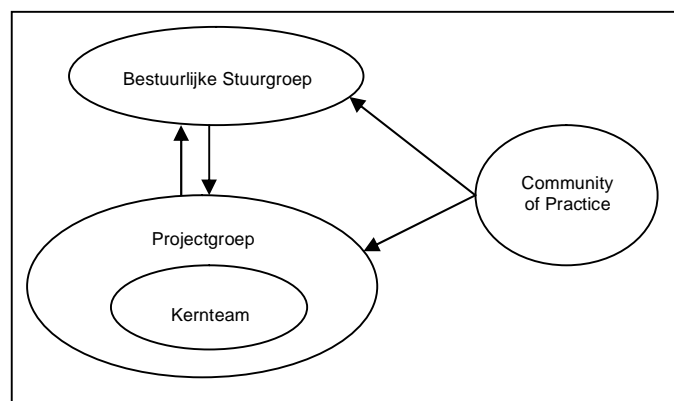 Bestuurlijke Stuurgroep
Community
of Practice
Projectgroep
Kernteam